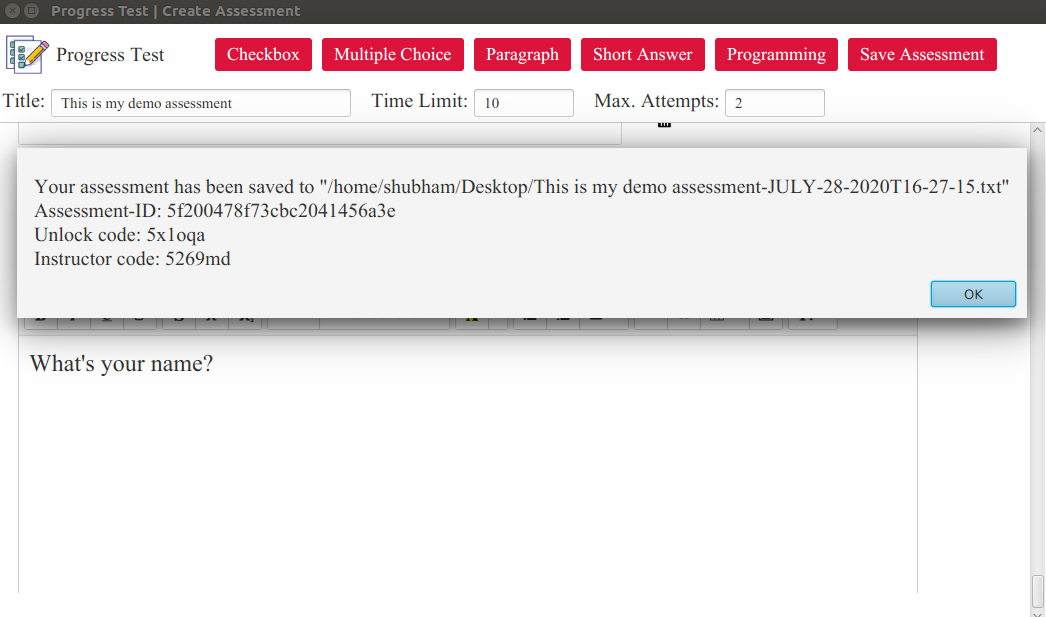 Progress Test | Create Assessment
Progress Test Checkbox Multiple Choice Paragraph Short Answer Programming Save Assessment
Title: This is my demo assessment Time Limit: 10 Max. Attempts: 2
Your assessment has been saved to "/home/shubham/Desktop/This is my demo assessment-JULY-28-2020T16-27-15.txt"
Assessment-ID: 5f200478f73cbc2041456a3e
Unlock code: 5x1oqa
Instructor code: 5269md
OK
What's your name?